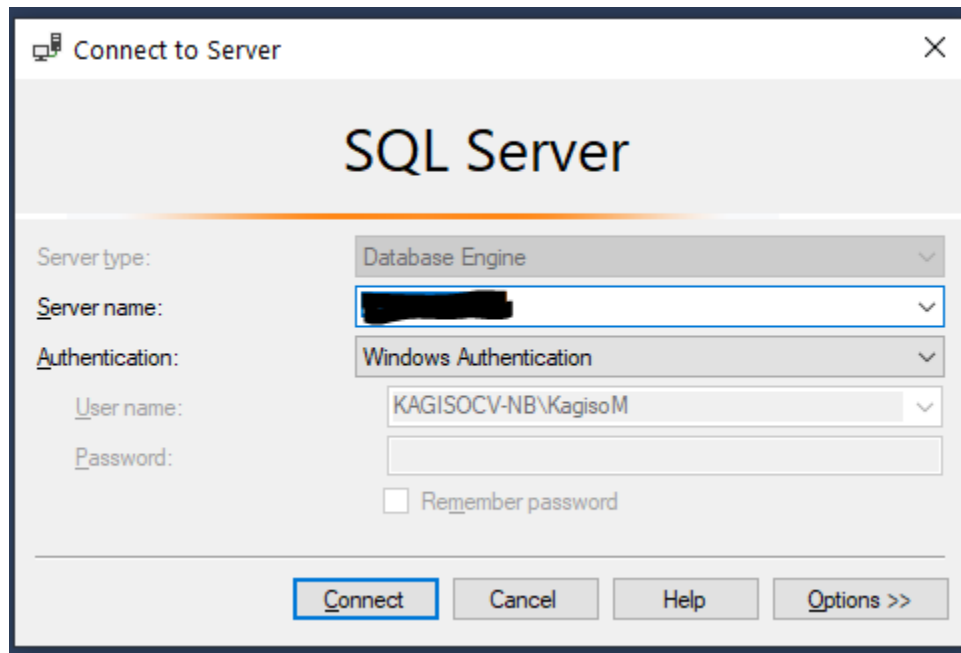 Connect to Server
SQL Server
Server type: Database Engine
Server name:
Authentication: Windows Authentication
User name: KAGISOCV-NB\KagisoM
Password:
Remember password
Connect Cancel Help Options >>